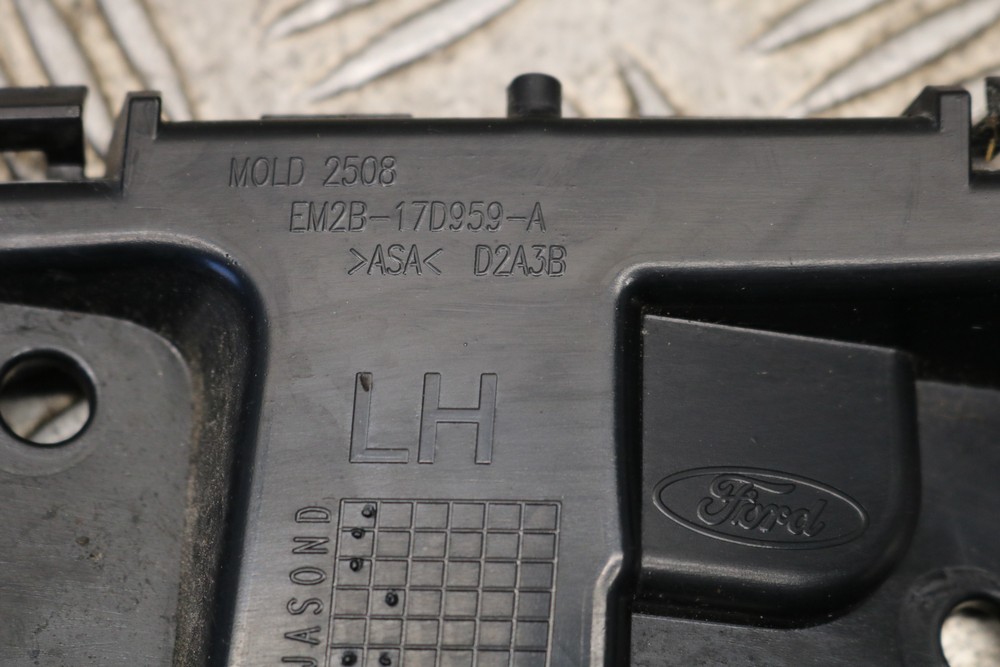 MOLD 2508
EM2B-17D959-A
>ASA< D2A3B
LH
Ford
JASOND